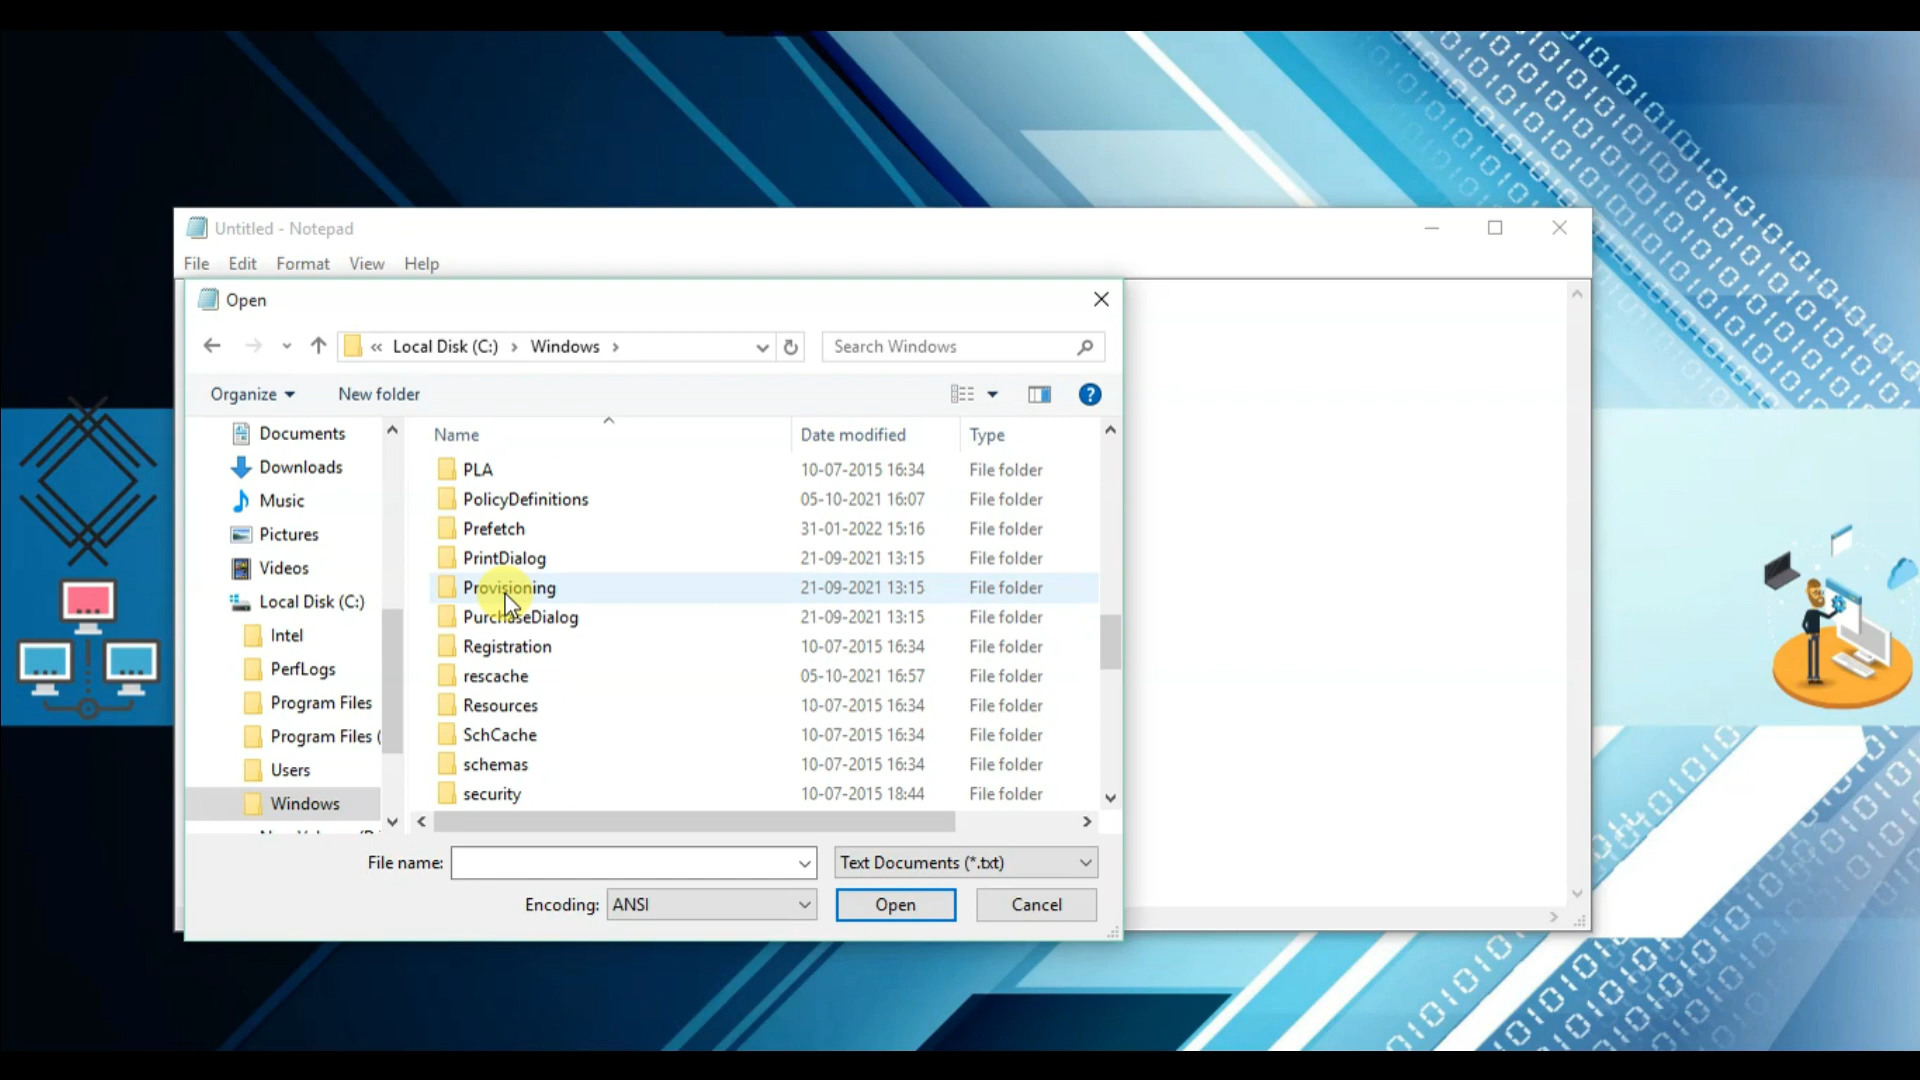 Untitled - Notepad
File Edit Format View Help
Open
« Local Disk (C:) › Windows ›
Search Windows
Organize
New folder
Documents
Downloads
Music
Pictures
Videos
Local Disk (C:)
Intel
PerfLogs
Program Files
Program Files (
Users
Windows
Name Date modified Type
PLA 10-07-2015 16:34 File folder
PolicyDefinitions 05-10-2021 16:07 File folder
Prefetch 31-01-2022 15:16 File folder
PrintDialog 21-09-2021 13:15 File folder
Provisioning 21-09-2021 13:15 File folder
PurchaseDialog 21-09-2021 13:15 File folder
Registration 10-07-2015 16:34 File folder
rescache 05-10-2021 16:57 File folder
Resources 10-07-2015 16:34 File folder
SchCache 10-07-2015 16:34 File folder
schemas 10-07-2015 16:34 File folder
security 10-07-2015 18:44 File folder
File name:
Text Documents (*.txt)
Encoding: ANSI
Open
Cancel